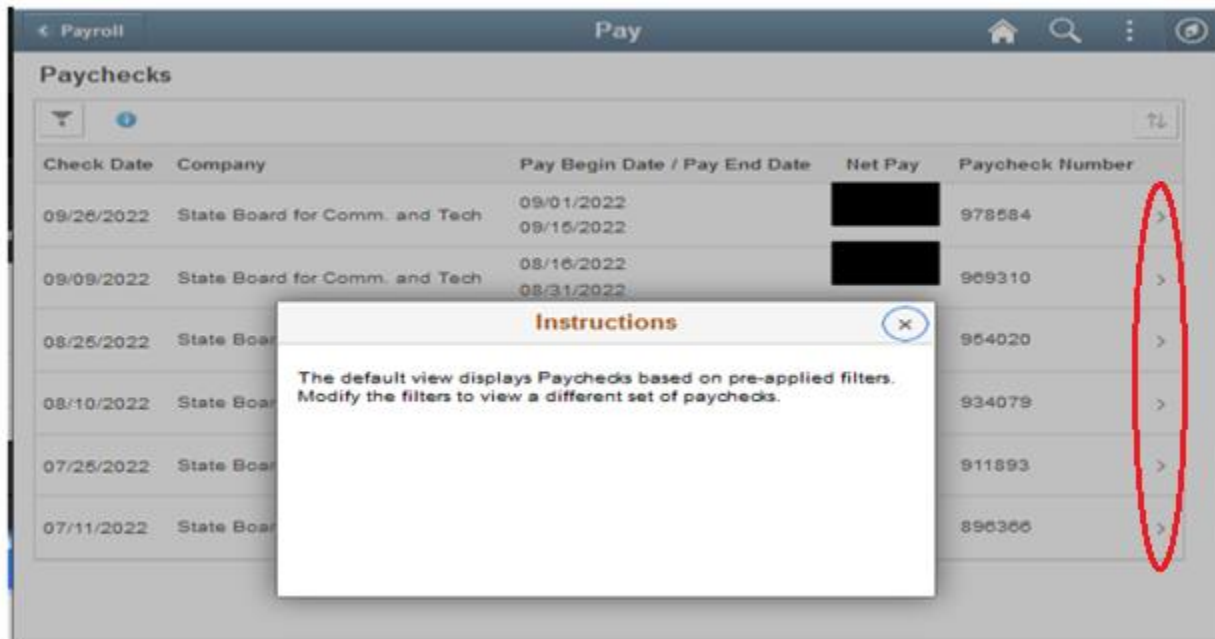 Payroll
Pay
Paychecks
Check Date Company Pay Begin Date / Pay End Date Net Pay Paycheck Number
09/26/2022 State Board for Comm. and Tech 09/01/2022 978584
09/15/2022
09/09/2022 State Board for Comm. and Tech 08/16/2022 969310
08/31/2022
Instructions
08/25/2022 State Boar 954020
The default view displays Paychecks based on pre-applied filters.
Modify the filters to view a different set of paychecks.
08/10/2022 State Boar 934079
07/25/2022 State Boar 911893
07/11/2022 State Boar 896366